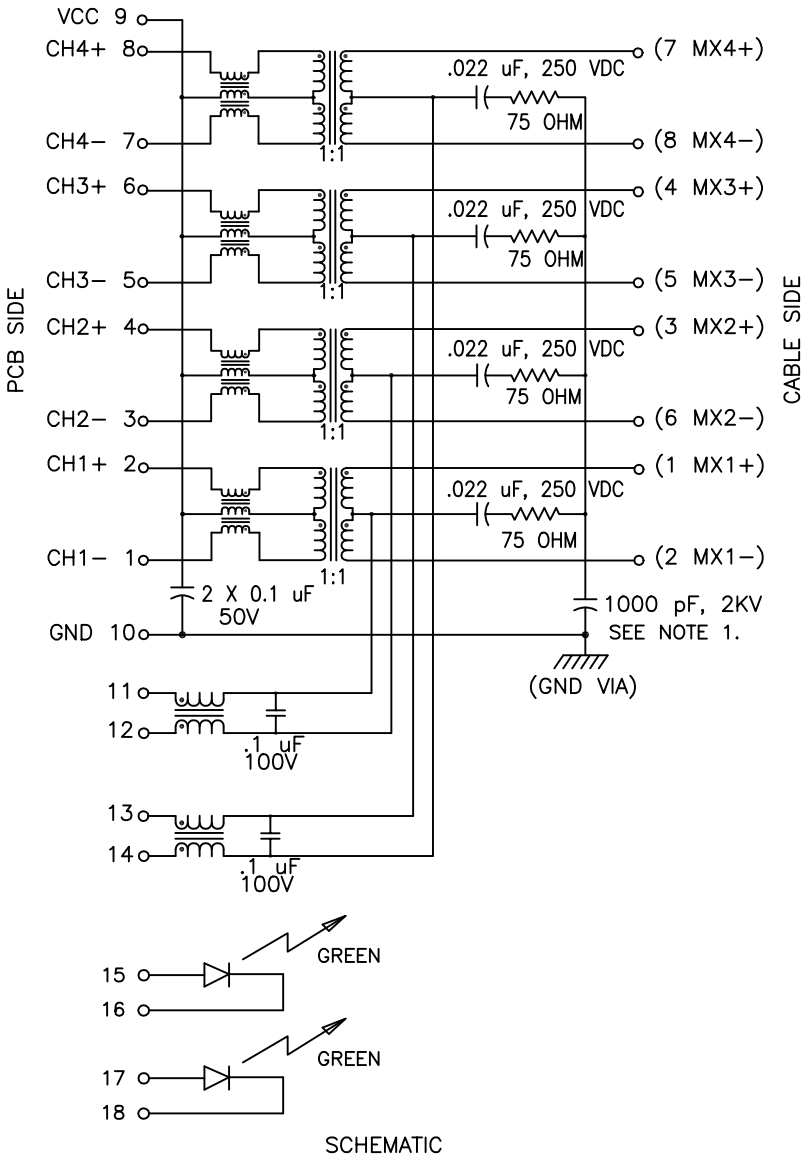 VCC 9
CH4+ 8
(7 MX4+)
.022 uF, 250 VDC
75 OHM
CH4- 7
(8 MX4-)
1:1
CH3+ 6
(4 MX3+)
.022 uF, 250 VDC
75 OHM
CH3- 5
(5 MX3-)
1:1
PCB SIDE
CABLE SIDE
CH2+ 4
(3 MX2+)
.022 uF, 250 VDC
75 OHM
CH2- 3
(6 MX2-)
1:1
CH1+ 2
(1 MX1+)
.022 uF, 250 VDC
75 OHM
CH1- 1
(2 MX1-)
1:1
2 X 0.1 uF
50V
1000 pF, 2KV
SEE NOTE 1.
GND 10
(GND VIA)
11
12
.1 uF
100V
13
14
.1 uF
100V
GREEN
15
16
GREEN
17
18
SCHEMATIC